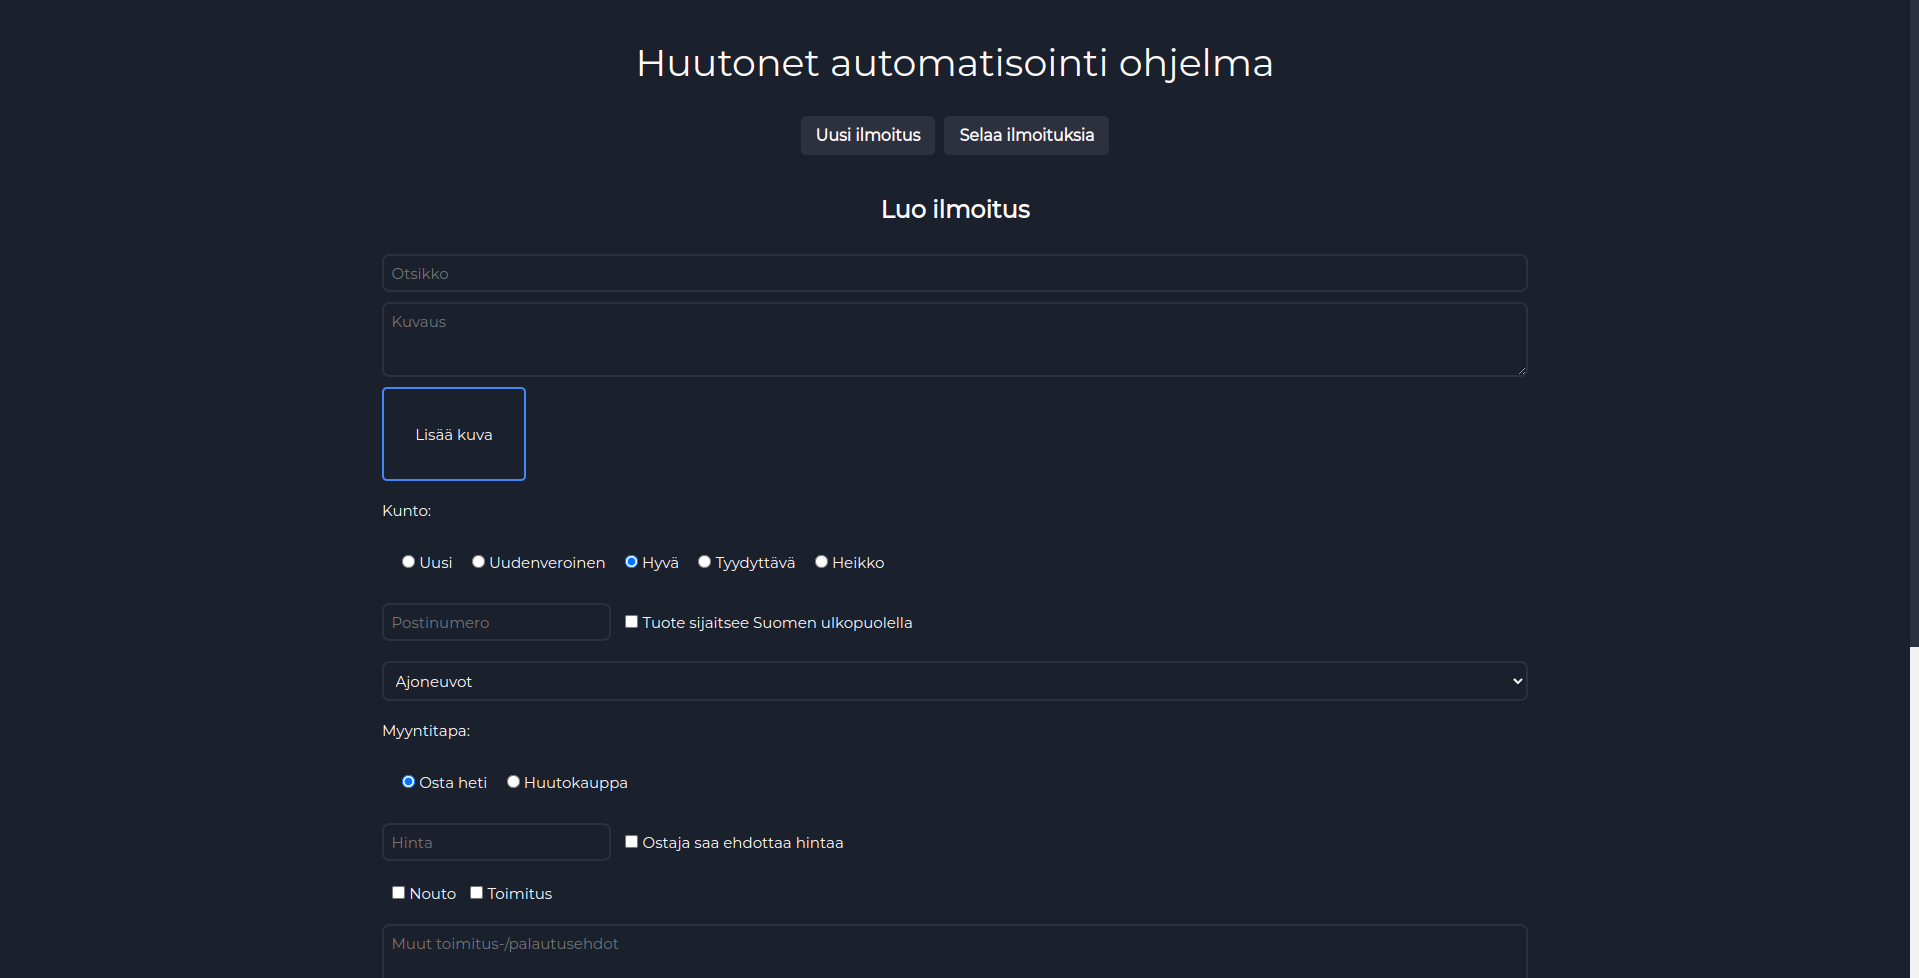 Huutonet automatisointi ohjelma
Uusi ilmoitus Selaa ilmoituksia
Luo ilmoitus
Otsikko
Kuvaus
Lisää kuva
Kunto:
Uusi Uudenveroinen Hyvä Tyydyttävä Heikko
Postinumero Tuote sijaitsee Suomen ulkopuolella
Ajoneuvot
Myyntitapa:
Osta heti Huutokauppa
Hinta Ostaja saa ehdottaa hintaa
Nouto Toimitus
Muut toimitus-/palautusehdot